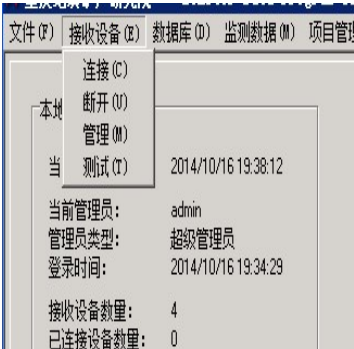 文件(F) 接收设备(E) 数据库(D) 监测数据(M) 项目管理
连接(C)
断开(U)
管理(M)
测试(T)
本地
当 2014/10/16 19:38:12
当前管理员： admin
管理员类型： 超级管理员
登录时间： 2014/10/16 19:34:29
接收设备数量： 4
已连接设备数量： 0